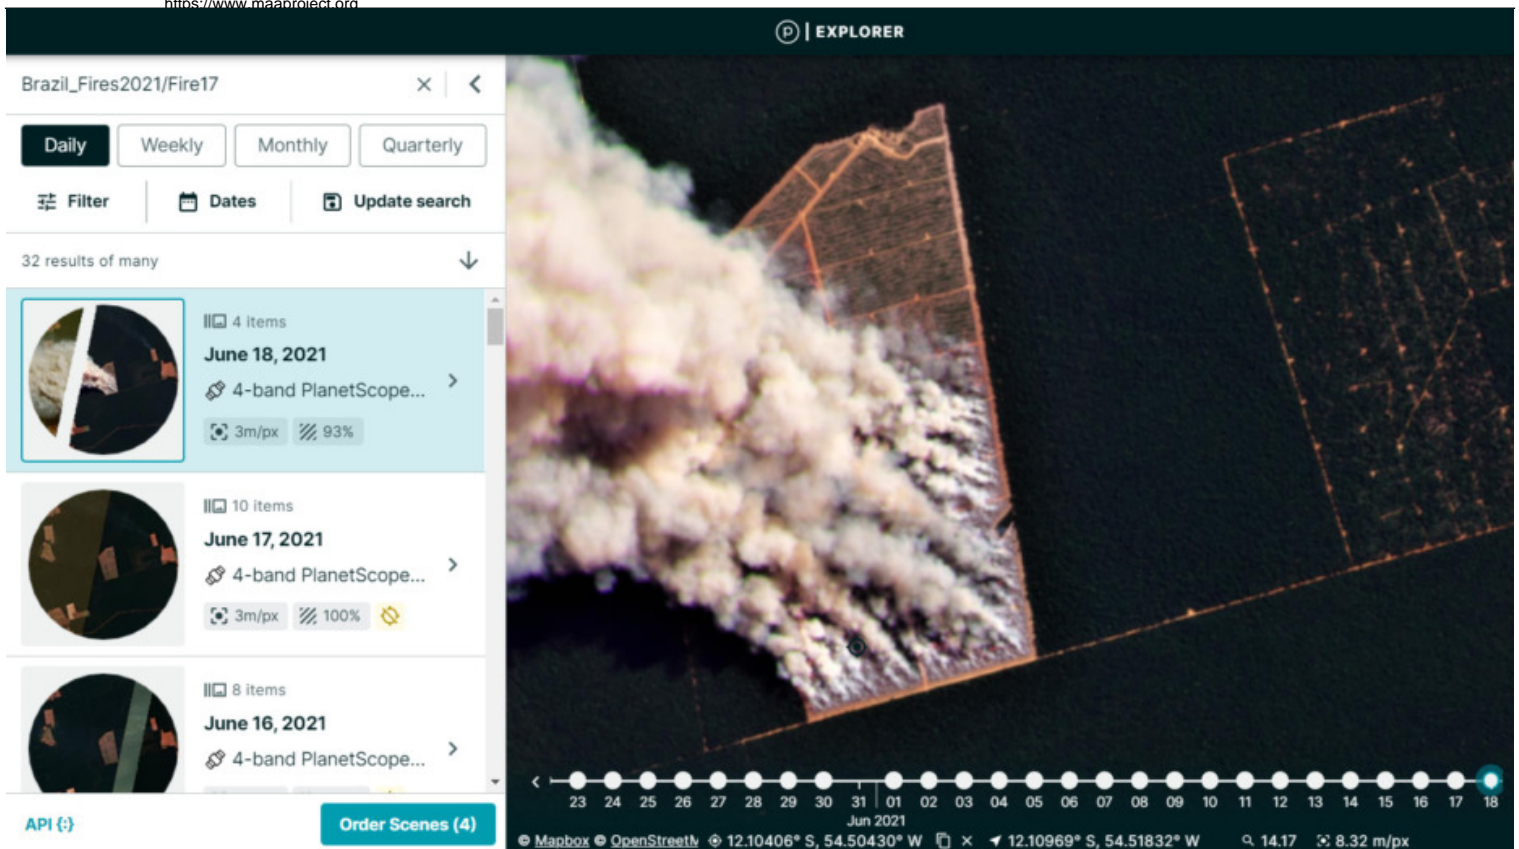 https://www.maaproject.org
EXPLORER
Brazil_Fires2021/Fire17
Daily
Weekly
Monthly
Quarterly
Filter
Dates
Update search
32 results of many
4 items
June 18, 2021
4-band PlanetScope...
3m/px 93%
10 items
June 17, 2021
4-band PlanetScope...
3m/px 100%
8 items
June 16, 2021
4-band PlanetScope...
API {:}
Order Scenes (4)
23 24 25 26 27 28 29 30 31 01 02 03 04 05 06 07 08 09 10 11 12 13 14 15 16 17 18
Jun 2021
© Mapbox © OpenStreetM 12.10406° S, 54.50430° W 12.10969° S, 54.51832° W 14.17 8.32 m/px